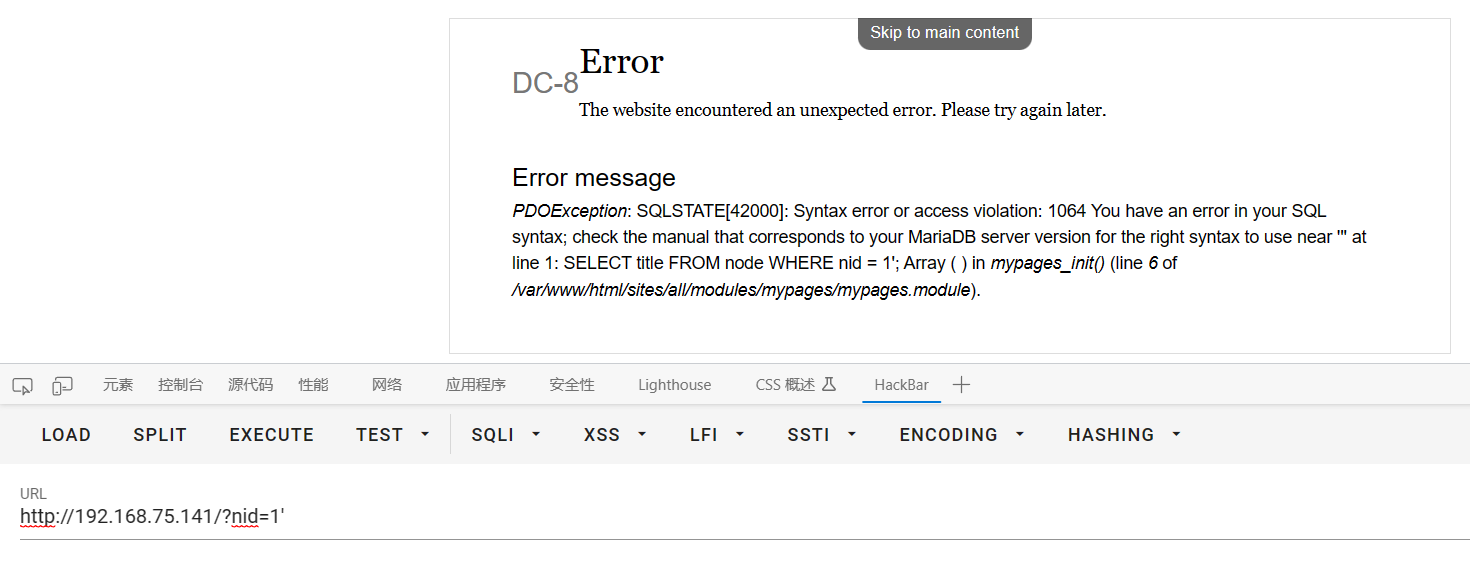 Skip to main content
Error
DC-8
The website encountered an unexpected error. Please try again later.
Error message
PDOException: SQLSTATE[42000]: Syntax error or access violation: 1064 You have an error in your SQL
syntax; check the manual that corresponds to your MariaDB server version for the right syntax to use near ''' at
line 1: SELECT title FROM node WHERE nid = 1'; Array ( ) in mypages_init() (line 6 of
/var/www/html/sites/all/modules/mypages/mypages.module).
元素 控制台 源代码 性能 网络 应用程序 安全性 Lighthouse CSS 概述 HackBar
LOAD SPLIT EXECUTE TEST SQLI XSS LFI SSTI ENCODING HASHING
URL
http://192.168.75.141/?nid=1'